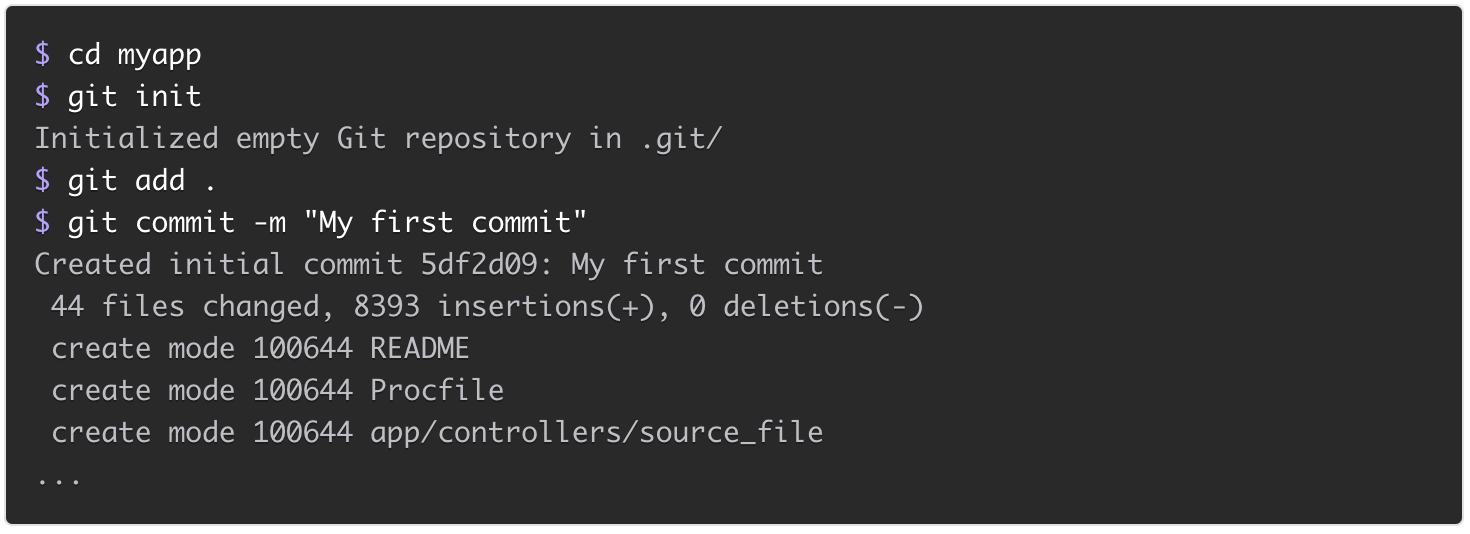 $ cd myapp
$ git init
Initialized empty Git repository in .git/
$ git add .
$ git commit -m "My first commit"
Created initial commit 5df2d09: My first commit
 44 files changed, 8393 insertions(+), 0 deletions(-)
 create mode 100644 README
 create mode 100644 Procfile
 create mode 100644 app/controllers/source_file
...